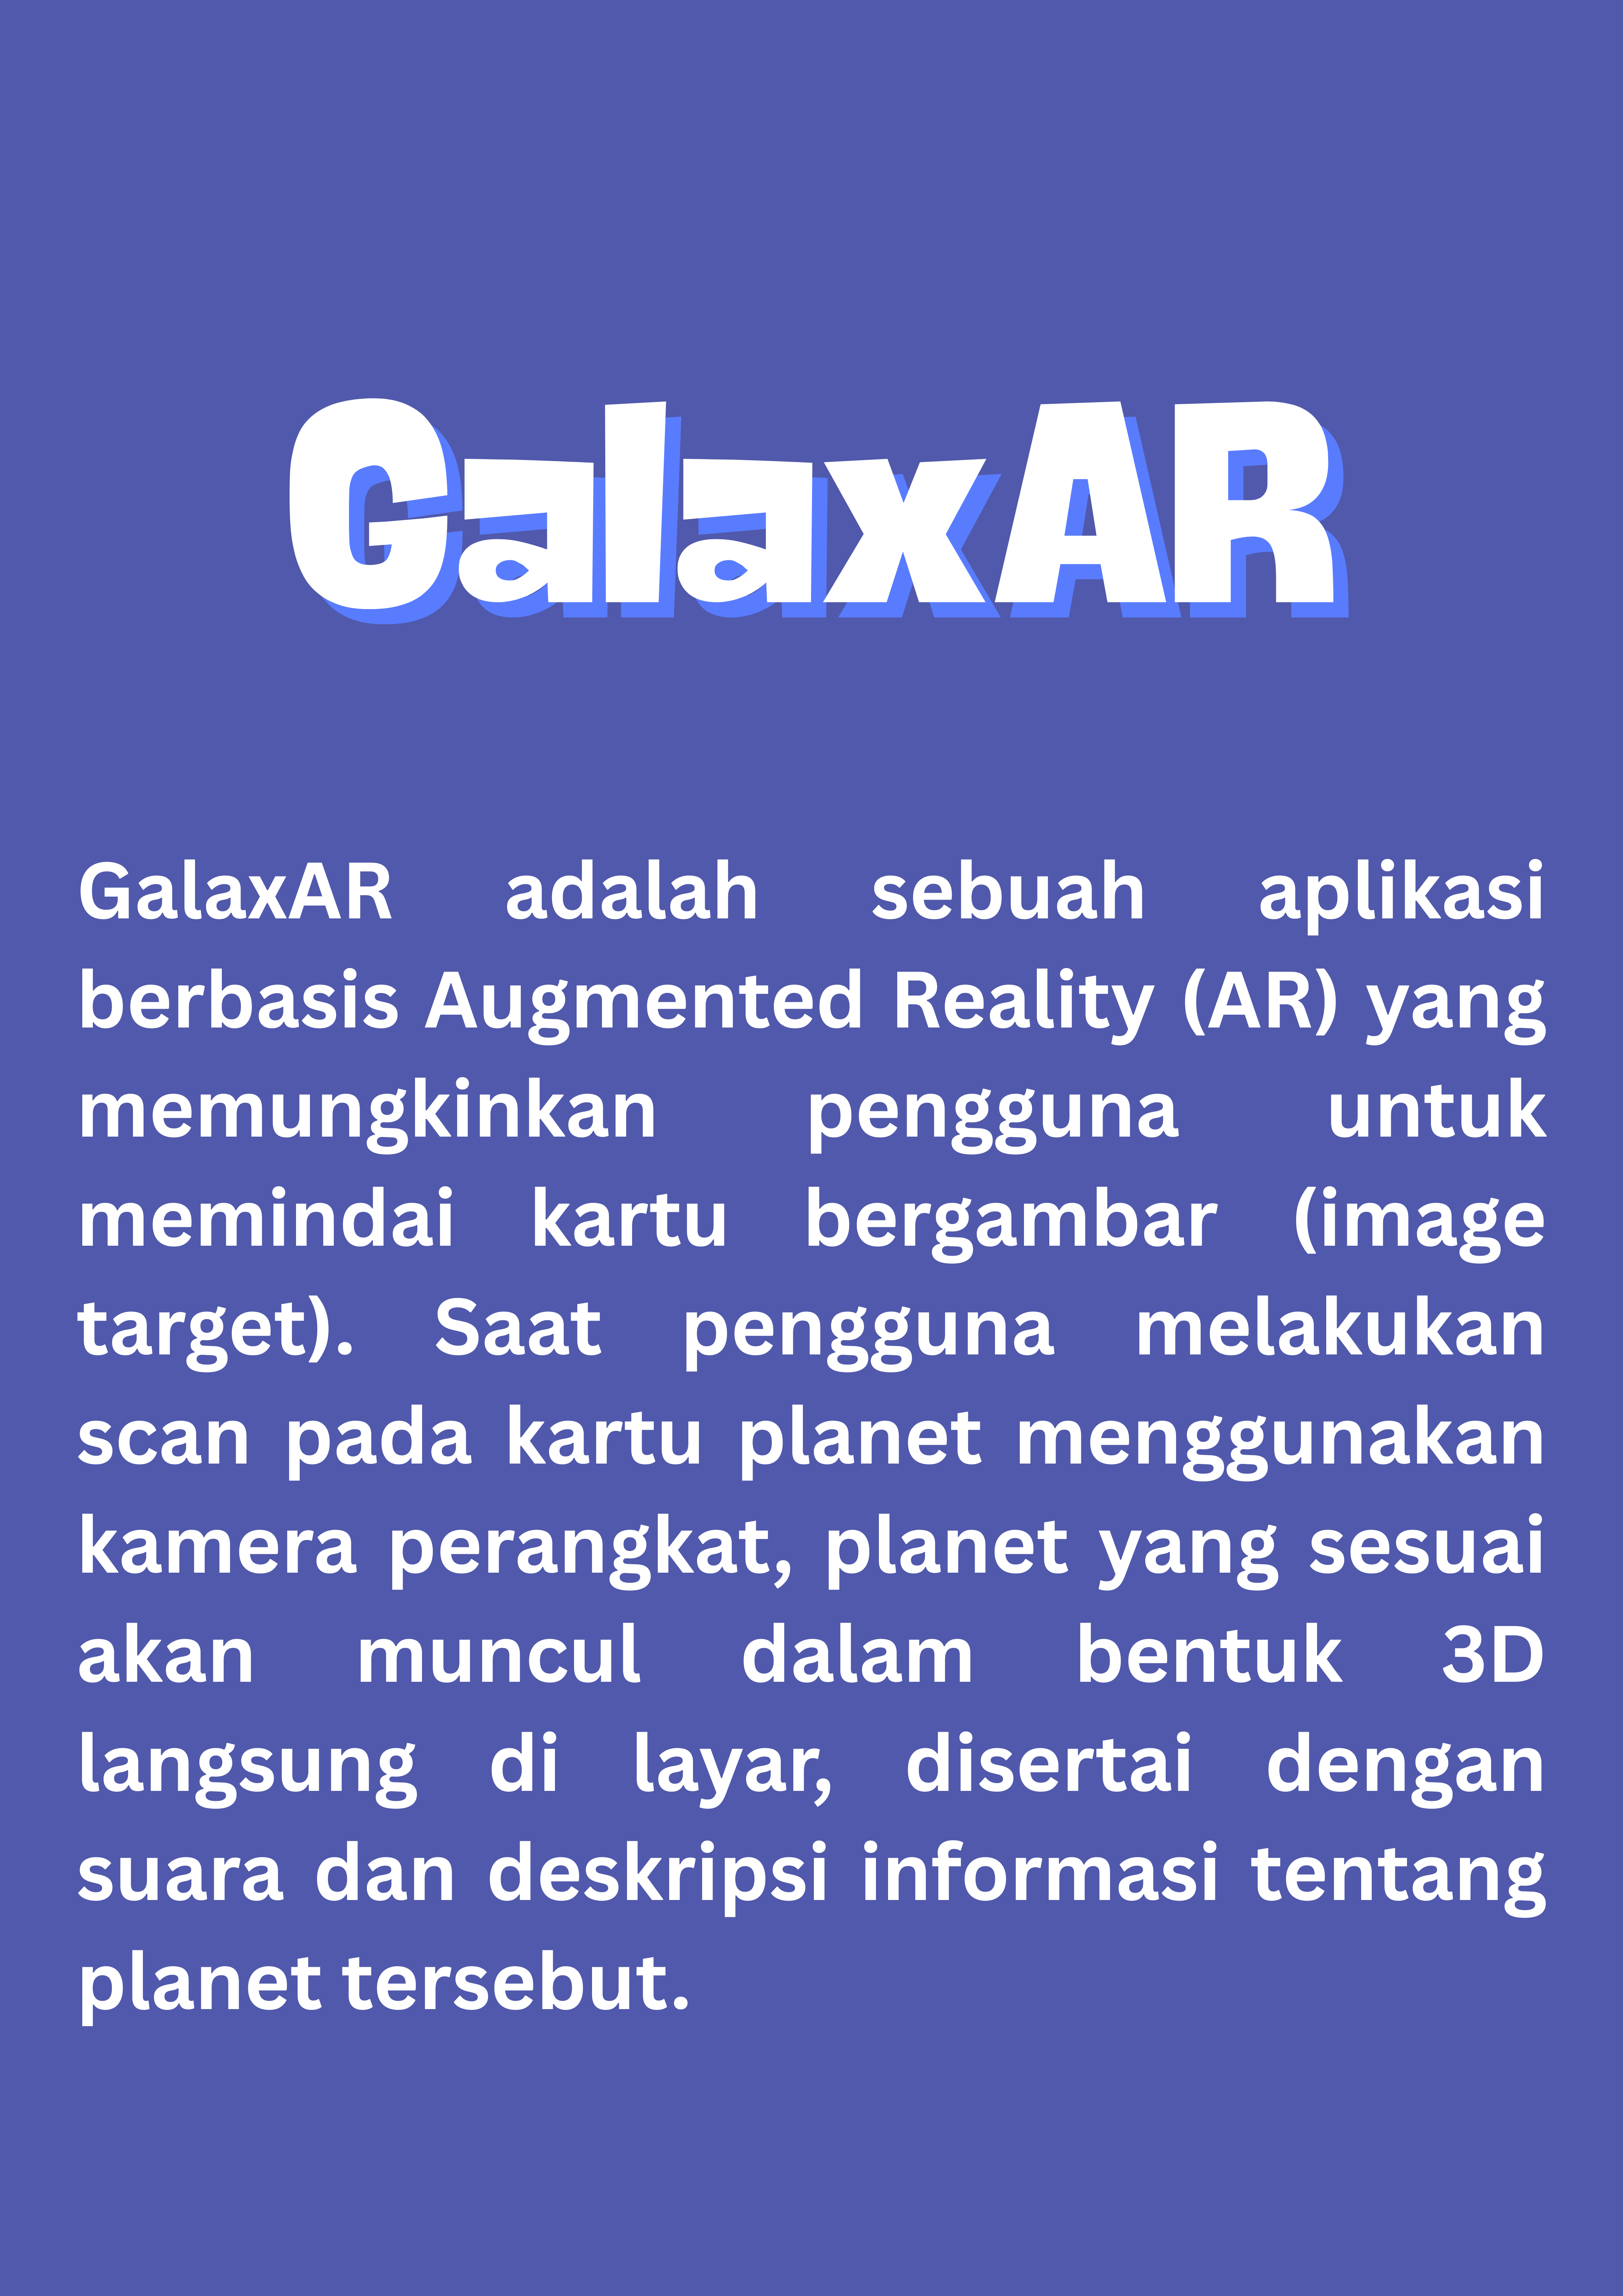 GalaxAR
GalaxAR adalah sebuah aplikasi
berbasis Augmented Reality (AR) yang
memungkinkan pengguna untuk
memindai kartu bergambar (image
target). Saat pengguna melakukan
scan pada kartu planet menggunakan
kamera perangkat, planet yang sesuai
akan muncul dalam bentuk 3D
langsung di layar, disertai dengan
suara dan deskripsi informasi tentang
planet tersebut.